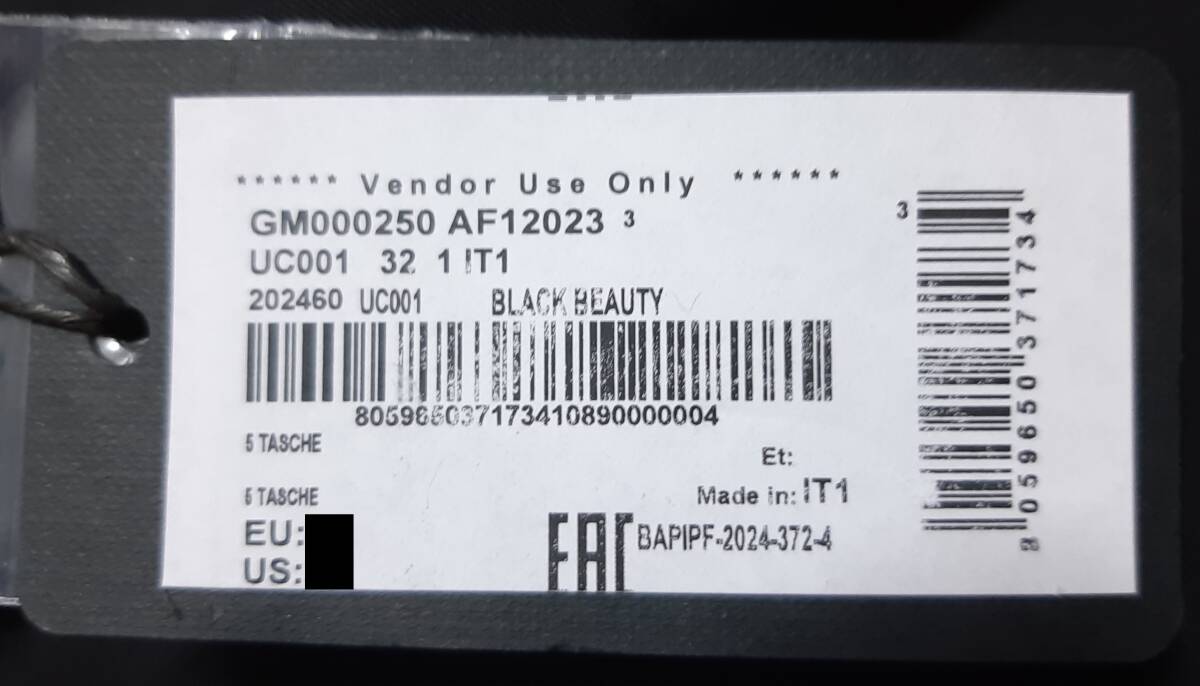 ****** Vendor Use Only ******
GM000250 AF12023 3
UC001 32 1 IT1
202460 UC001 BLACK BEAUTY
805965037173410890000004
5 TASCHE
Et:
5 TASCHE
Made in: IT1
EU:
US:
EAC
BAPIPF-2024-372-4
3
8059650371734